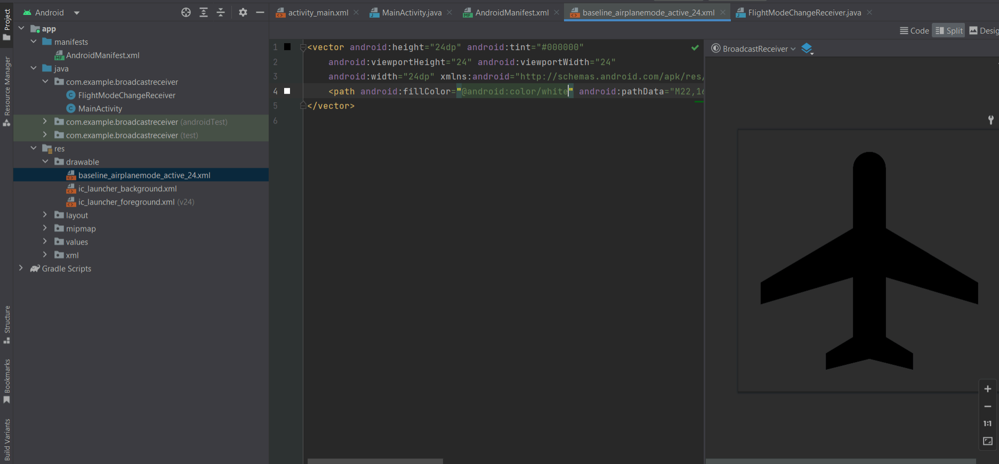 Project
Resource Manager
Structure
Bookmarks
Build Variants
Android
app
manifests
AndroidManifest.xml
java
com.example.broadcastreceiver
FlightModeChangeReceiver
MainActivity
com.example.broadcastreceiver (androidTest)
com.example.broadcastreceiver (test)
res
drawable
baseline_airplanemode_active_24.xml
ic_launcher_background.xml
ic_launcher_foreground.xml (v24)
layout
mipmap
values
xml
Gradle Scripts
activity_main.xml MainActivity.java AndroidManifest.xml baseline_airplanemode_active_24.xml FlightModeChangeReceiver.java
Code Split Desig
1 <vector android:height="24dp" android:tint="#000000"
2 android:viewportHeight="24" android:viewportWidth="24"
3 android:width="24dp" xmlns:android="http://schemas.android.com/apk/res/
4 <path android:fillColor="@android:color/white" android:pathData="M22,16
5 </vector>
6
BroadcastReceiver
1:1